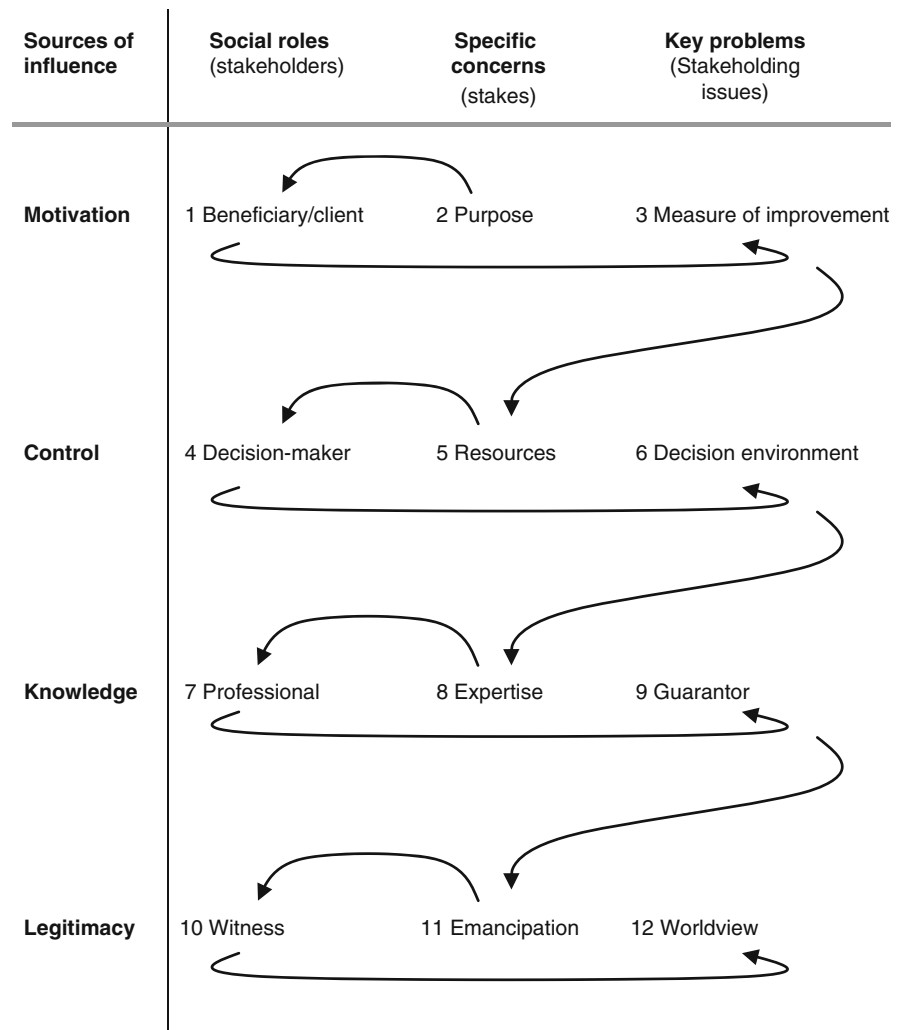 Sources of influence
Social roles (stakeholders)
Specific concerns (stakes)
Key problems (Stakeholding issues)
Motivation
1 Beneficiary/client
2 Purpose
3 Measure of improvement
Control
4 Decision-maker
5 Resources
6 Decision environment
Knowledge
7 Professional
8 Expertise
9 Guarantor
Legitimacy
10 Witness
11 Emancipation
12 Worldview